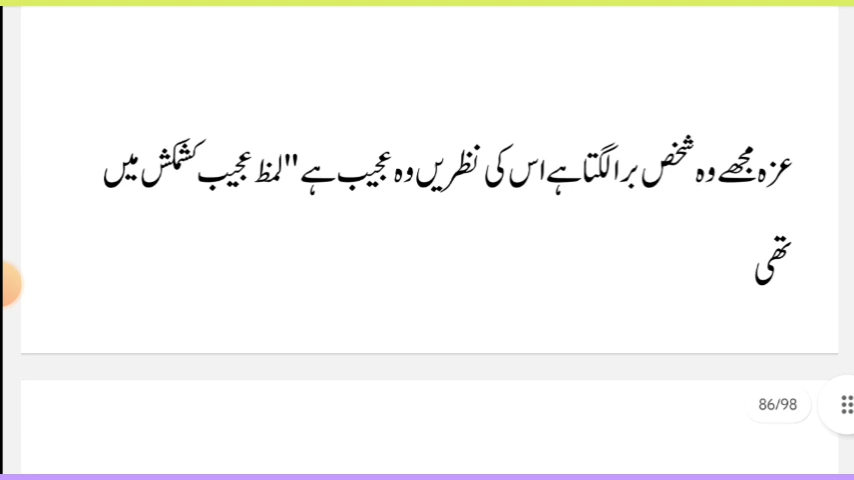 عزہ مجھے وہ شخص برا لگتا ہے اس کی نظریں وہ عجیب ہے "لمظ عجیب کشمکش میں
تھی
86/98